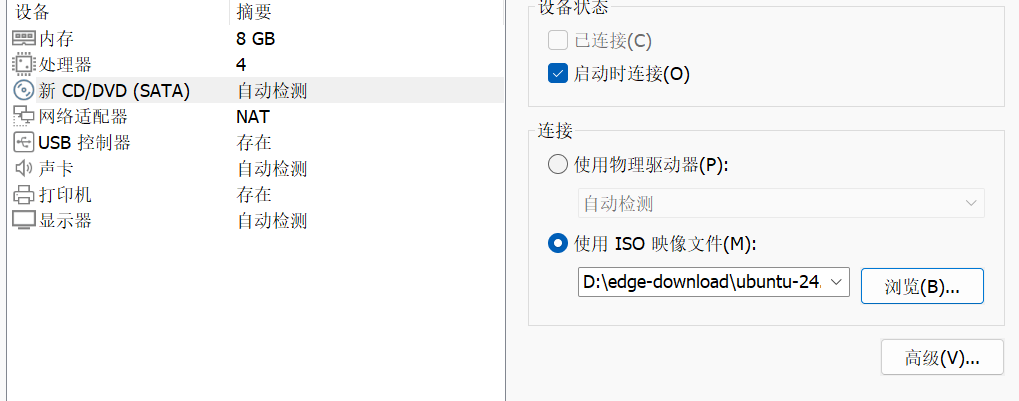 设备 摘要
内存 8 GB
处理器 4
新 CD/DVD (SATA) 自动检测
网络适配器 NAT
USB 控制器 存在
声卡 自动检测
打印机 存在
显示器 自动检测
设备状态
已连接(C)
启动时连接(O)
连接
使用物理驱动器(P):
自动检测
使用 ISO 映像文件(M):
D:\edge-download\ubuntu-24.
浏览(B)...
高级(V)...